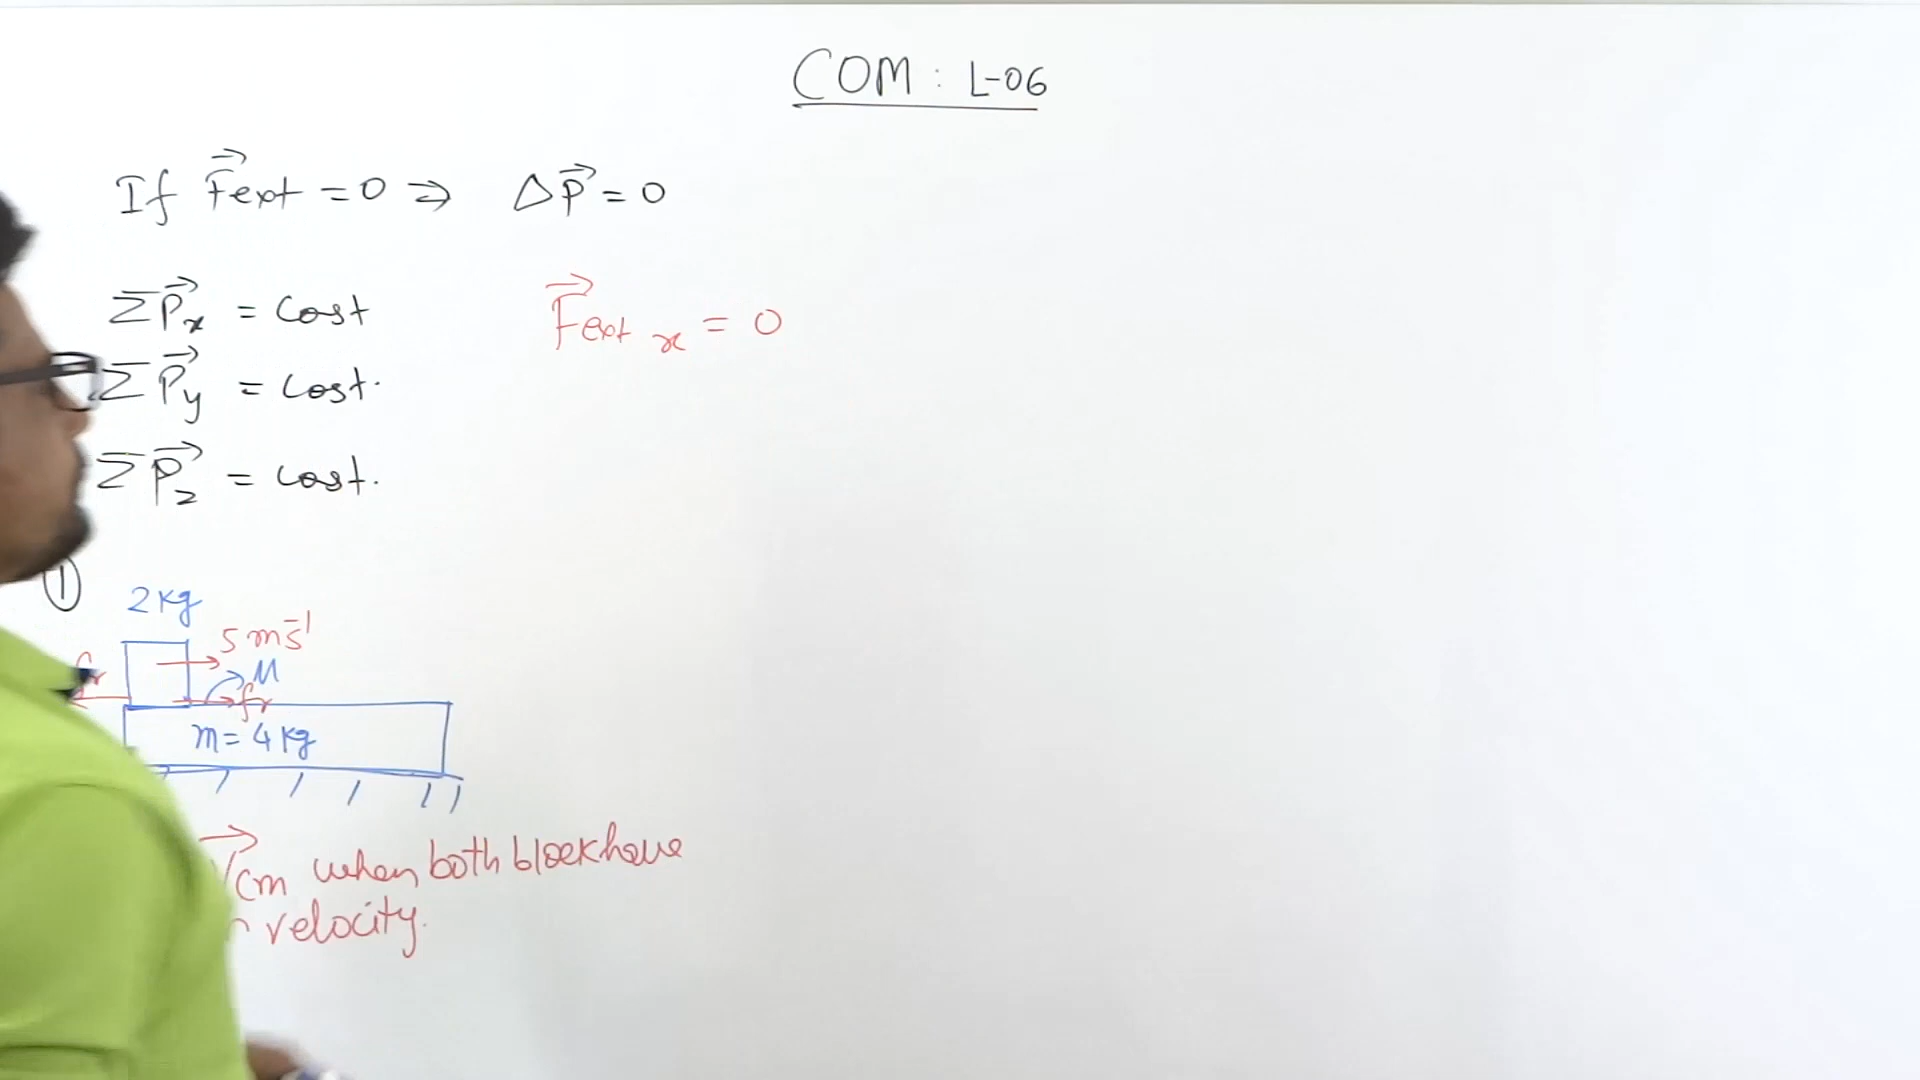 COM : L-06
If F⃗ext = 0 ⇒ ΔP⃗ = 0
ΣP⃗x = Cost
F⃗ext x = 0
ΣP⃗y = Cost.
ΣP⃗z = Cost.
①
2 kg
5 ms⁻¹
fr
μ
fr
m = 4 kg
V⃗cm when both block have
velocity.